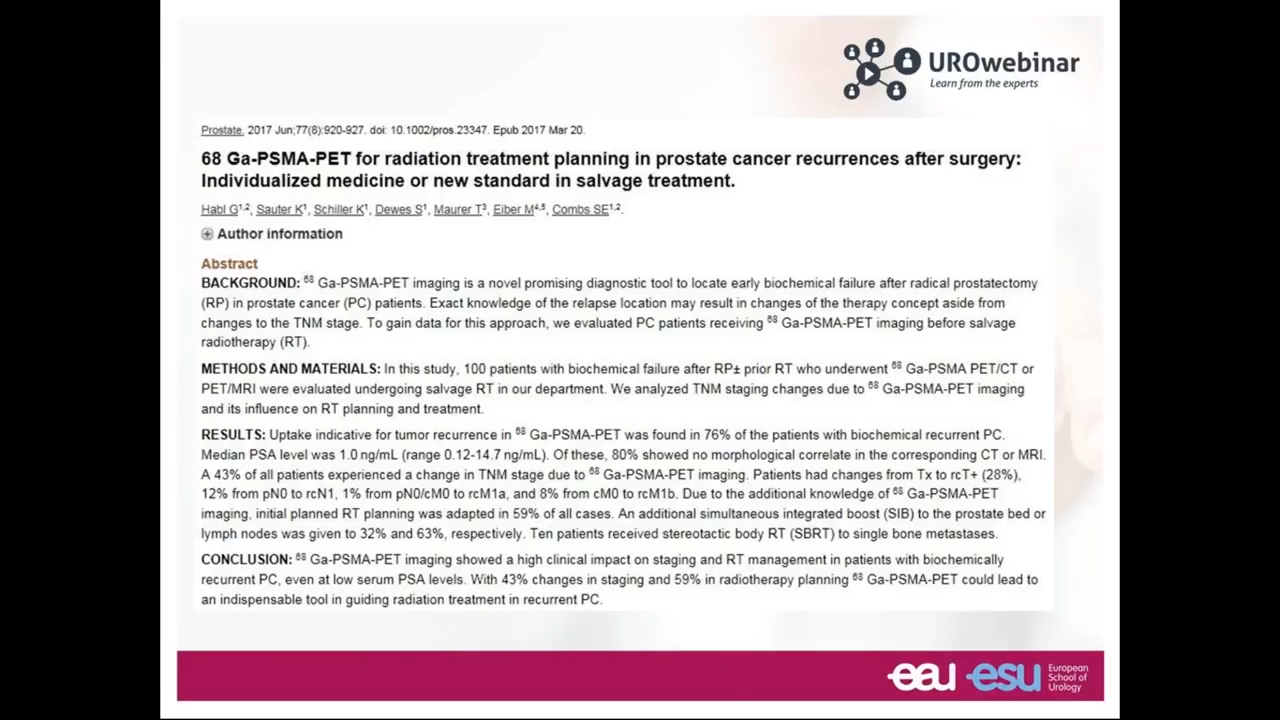 UROwebinar
Learn from the experts
Prostate. 2017 Jun;77(8):920-927. doi: 10.1002/pros.23347. Epub 2017 Mar 20.
68 Ga-PSMA-PET for radiation treatment planning in prostate cancer recurrences after surgery:
Individualized medicine or new standard in salvage treatment.
Habl G1,2, Sauter K1, Schiller K1, Dewes S1, Maurer T3, Eiber M4,5, Combs SE1,2.
Author information
Abstract
BACKGROUND: 68 Ga-PSMA-PET imaging is a novel promising diagnostic tool to locate early biochemical failure after radical prostatectomy
(RP) in prostate cancer (PC) patients. Exact knowledge of the relapse location may result in changes of the therapy concept aside from
changes to the TNM stage. To gain data for this approach, we evaluated PC patients receiving 68 Ga-PSMA-PET imaging before salvage
radiotherapy (RT).
METHODS AND MATERIALS: In this study, 100 patients with biochemical failure after RP± prior RT who underwent 68 Ga-PSMA PET/CT or
PET/MRI were evaluated undergoing salvage RT in our department. We analyzed TNM staging changes due to 68 Ga-PSMA-PET imaging
and its influence on RT planning and treatment.
RESULTS: Uptake indicative for tumor recurrence in 68 Ga-PSMA-PET was found in 76% of the patients with biochemical recurrent PC.
Median PSA level was 1.0 ng/mL (range 0.12-14.7 ng/mL). Of these, 80% showed no morphological correlate in the corresponding CT or MRI.
A 43% of all patients experienced a change in TNM stage due to 68 Ga-PSMA-PET imaging. Patients had changes from Tx to rcT+ (28%),
12% from pN0 to rcN1, 1% from pN0/cM0 to rcM1a, and 8% from cM0 to rcM1b. Due to the additional knowledge of 68 Ga-PSMA-PET
imaging, initial planned RT planning was adapted in 59% of all cases. An additional simultaneous integrated boost (SIB) to the prostate bed or
lymph nodes was given to 32% and 63%, respectively. Ten patients received stereotactic body RT (SBRT) to single bone metastases.
CONCLUSION: 68 Ga-PSMA-PET imaging showed a high clinical impact on staging and RT management in patients with biochemically
recurrent PC, even at low serum PSA levels. With 43% changes in staging and 59% in radiotherapy planning 68 Ga-PSMA-PET could lead to
an indispensable tool in guiding radiation treatment in recurrent PC.
eau esu European
School of
Urology